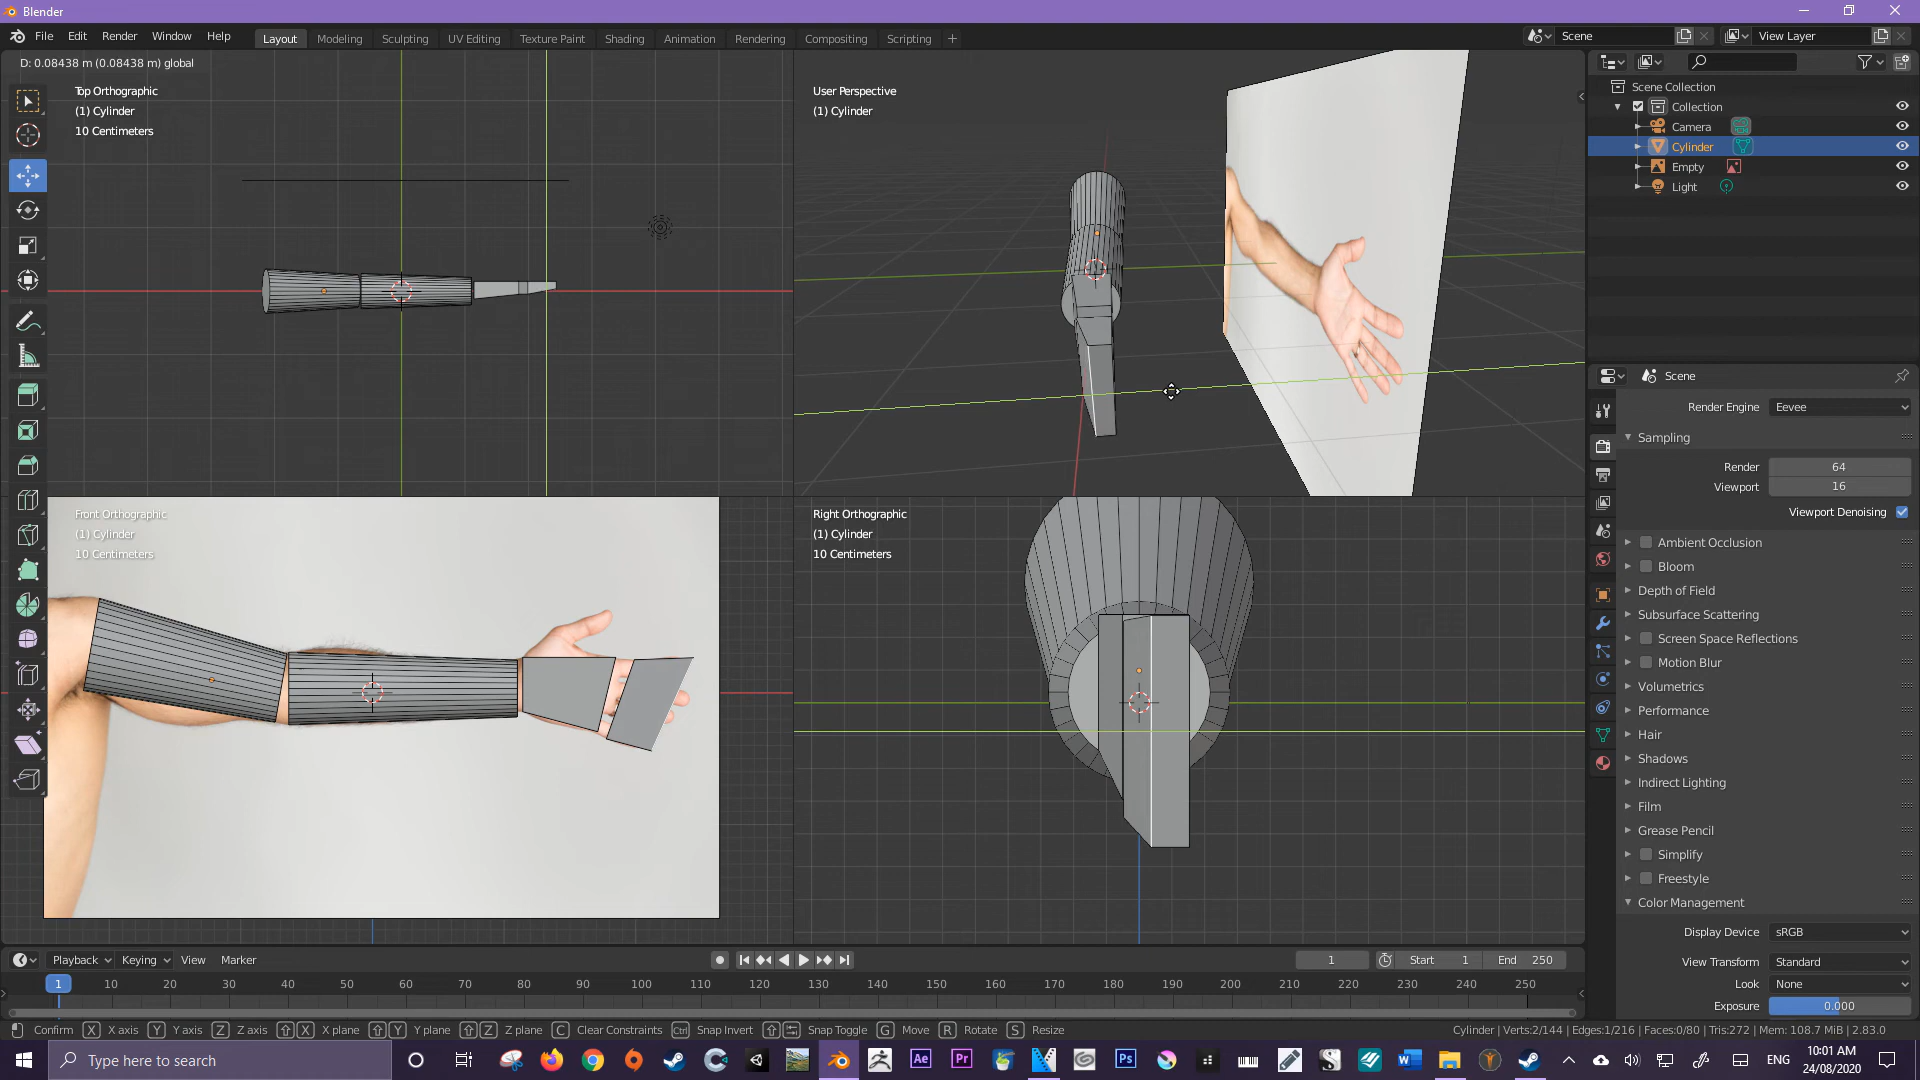 Blender
File Edit Render Window Help
Layout Modeling Sculpting UV Editing Texture Paint Shading Animation Rendering Compositing Scripting +
Scene
View Layer
D: 0.08438 m (0.08438 m) global
Top Orthographic
(1) Cylinder
10 Centimeters
User Perspective
(1) Cylinder
Front Orthographic
(1) Cylinder
10 Centimeters
Right Orthographic
(1) Cylinder
10 Centimeters
Scene Collection
Collection
Camera
Cylinder
Empty
Light
Scene
Render Engine Eevee
Sampling
Render 64
Viewport 16
Viewport Denoising
Ambient Occlusion
Bloom
Depth of Field
Subsurface Scattering
Screen Space Reflections
Motion Blur
Volumetrics
Performance
Hair
Shadows
Indirect Lighting
Film
Grease Pencil
Simplify
Freestyle
Color Management
Display Device sRGB
View Transform Standard
Look None
Exposure 0.000
Playback Keying View Marker
1 Start 1 End 250
1 10 20 30 40 50 60 70 80 90 100 110 120 130 140 150 160 170 180 190 200 210 220 230 240 250
Confirm X X axis Y Y axis Z Z axis X X plane Y Y plane Z Z plane C Clear Constraints Ctrl Snap Invert Snap Toggle G Move R Rotate S Resize
Cylinder | Verts:2/144 | Edges:1/216 | Faces:0/80 | Tris:272 | Mem: 108.7 MiB | 2.83.0
Type here to search
Ae Pr Ps
ENG
10:01 AM
24/08/2020